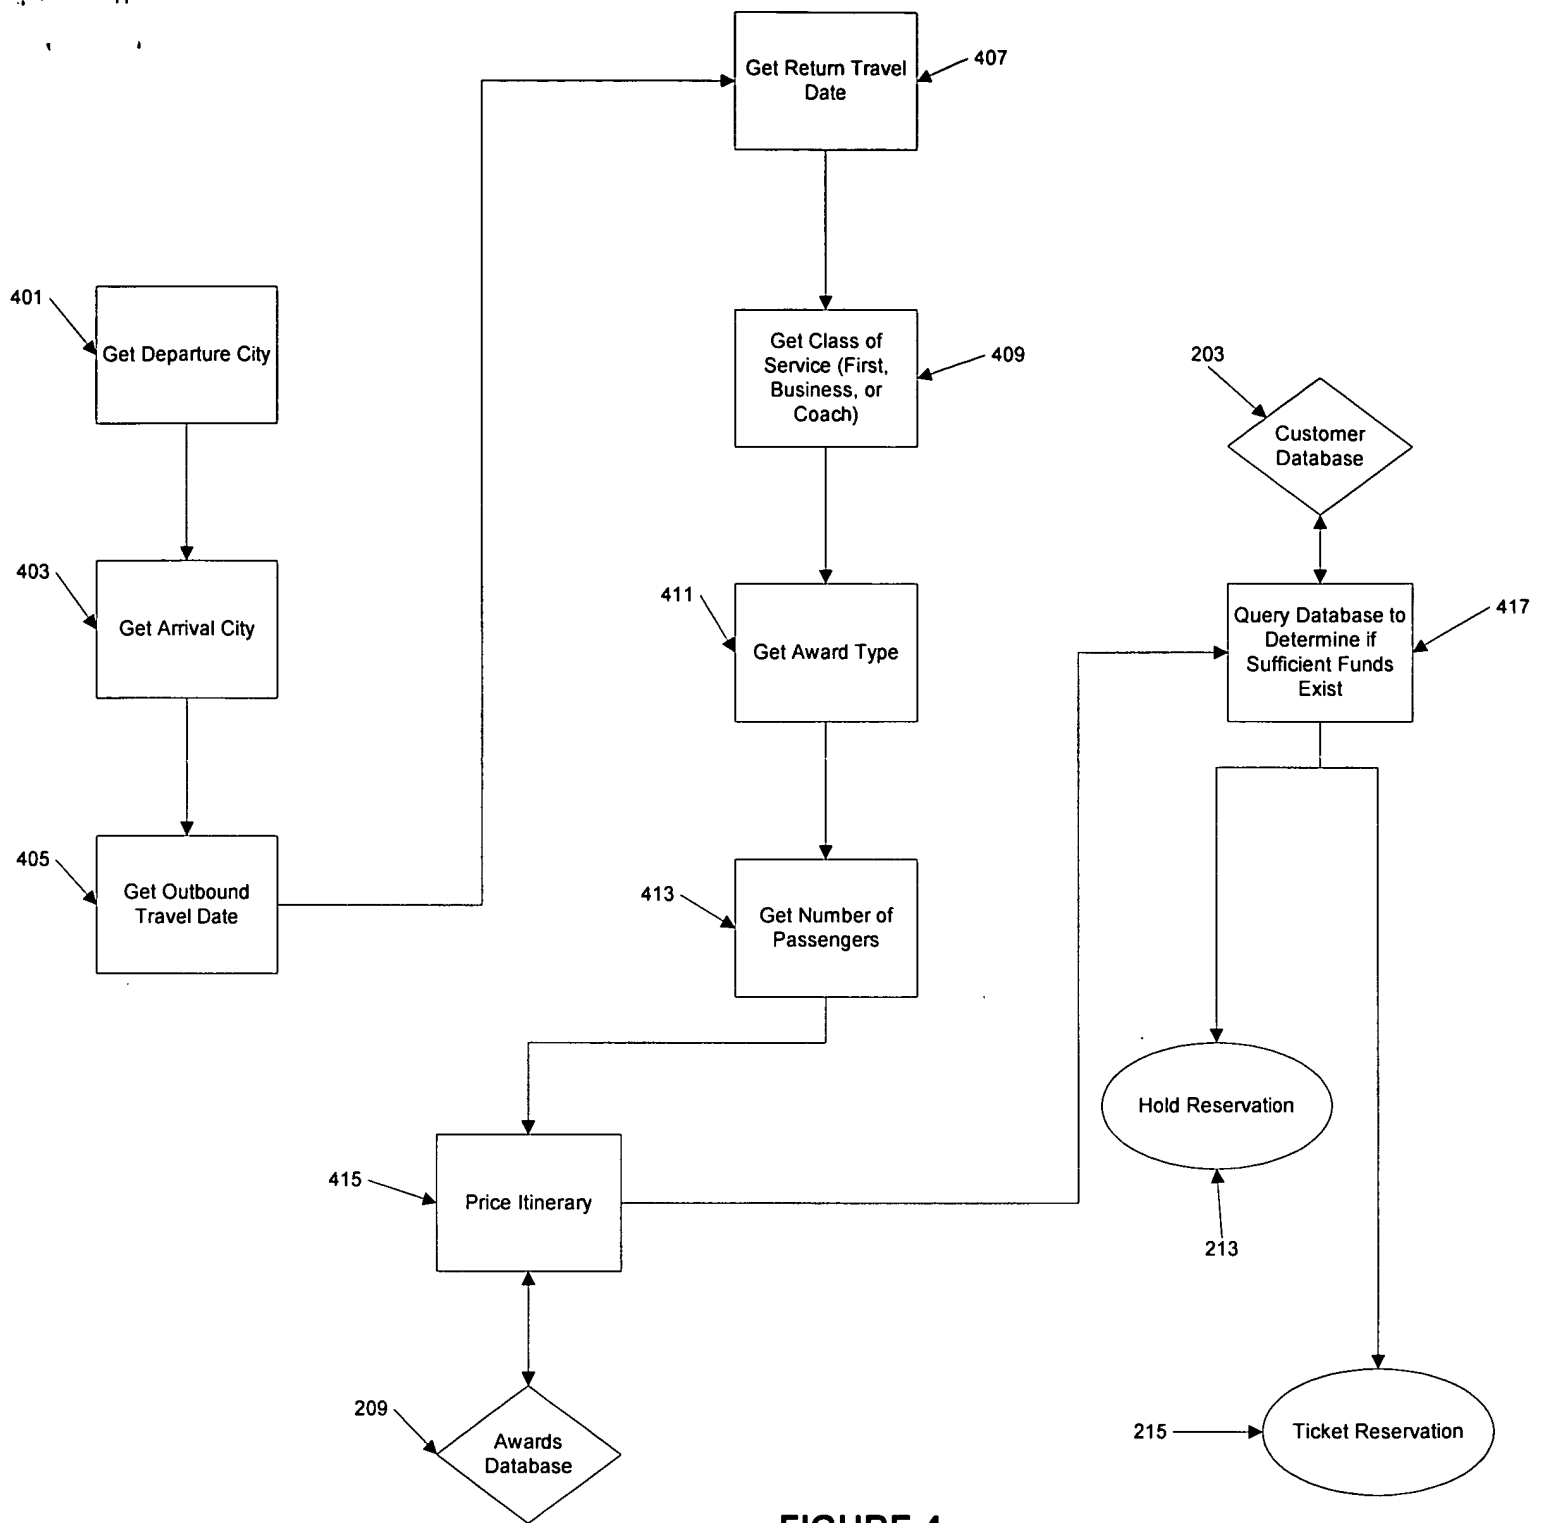 407
Get Return Travel
Date
401
Get Departure City
Get Class of
Service (First,
Business, or
Coach)
409
203
Customer
Database
403
Get Arrival City
411
Get Award Type
Query Database to
Determine if
Sufficient Funds
Exist
417
405
Get Outbound
Travel Date
413
Get Number of
Passengers
Hold Reservation
213
415
Price Itinerary
209
Awards
Database
215
Ticket Reservation
FIGURE 4